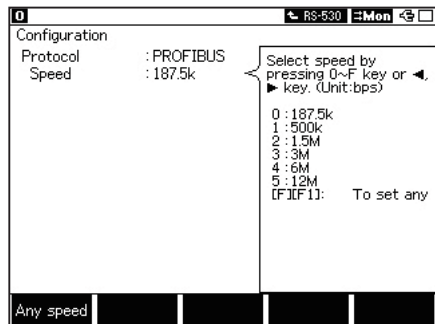 0 RS-530 Mon
Configuration
Protocol : PROFIBUS
Speed : 187.5k
Select speed by
pressing 0~F key or ◄,
► key. (Unit:bps)
0 :187.5k
1 :500k
2 :1.5M
3 :3M
4 :6M
5 :12M
[F][F1]: To set any
Any speed